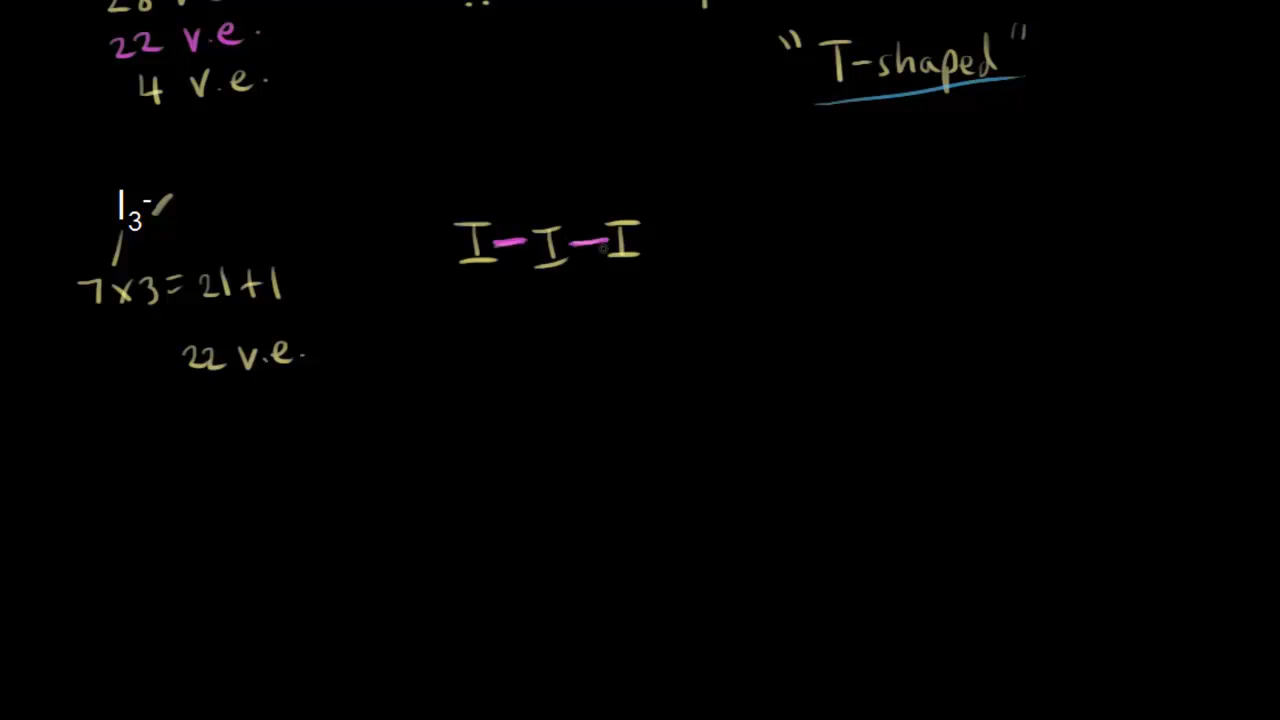 22 v.e.
"T-shaped"
4 v.e.
I3-
I-I-I
7x3=21+1
22 v.e.